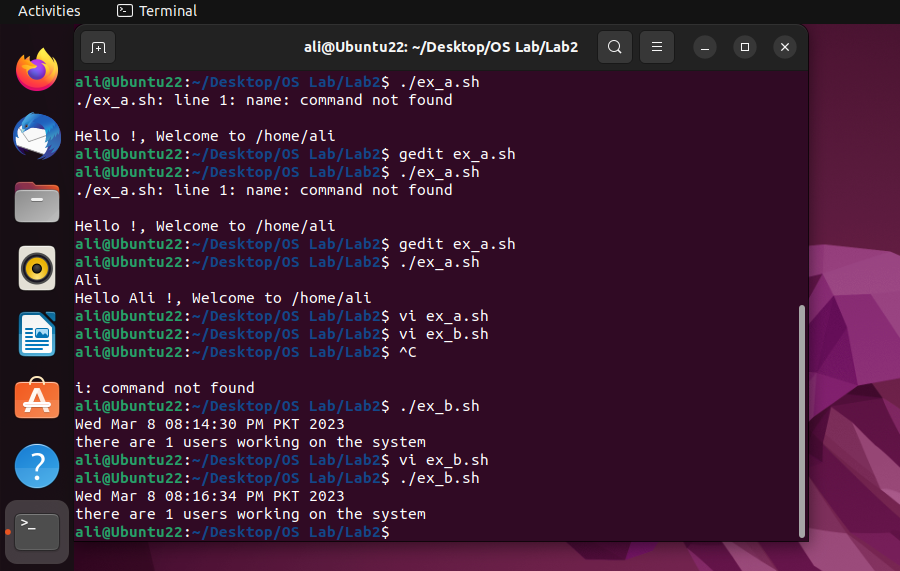 Activities
Terminal
ali@Ubuntu22: ~/Desktop/OS Lab/Lab2
ali@Ubuntu22:~/Desktop/OS Lab/Lab2$ ./ex_a.sh
./ex_a.sh: line 1: name: command not found
Hello !, Welcome to /home/ali
ali@Ubuntu22:~/Desktop/OS Lab/Lab2$ gedit ex_a.sh
ali@Ubuntu22:~/Desktop/OS Lab/Lab2$ ./ex_a.sh
./ex_a.sh: line 1: name: command not found
Hello !, Welcome to /home/ali
ali@Ubuntu22:~/Desktop/OS Lab/Lab2$ gedit ex_a.sh
ali@Ubuntu22:~/Desktop/OS Lab/Lab2$ ./ex_a.sh
Ali
Hello Ali !, Welcome to /home/ali
ali@Ubuntu22:~/Desktop/OS Lab/Lab2$ vi ex_a.sh
ali@Ubuntu22:~/Desktop/OS Lab/Lab2$ vi ex_b.sh
ali@Ubuntu22:~/Desktop/OS Lab/Lab2$ ^C
i: command not found
ali@Ubuntu22:~/Desktop/OS Lab/Lab2$ ./ex_b.sh
Wed Mar 8 08:14:30 PM PKT 2023
there are 1 users working on the system
ali@Ubuntu22:~/Desktop/OS Lab/Lab2$ vi ex_b.sh
ali@Ubuntu22:~/Desktop/OS Lab/Lab2$ ./ex_b.sh
Wed Mar 8 08:16:34 PM PKT 2023
there are 1 users working on the system
ali@Ubuntu22:~/Desktop/OS Lab/Lab2$